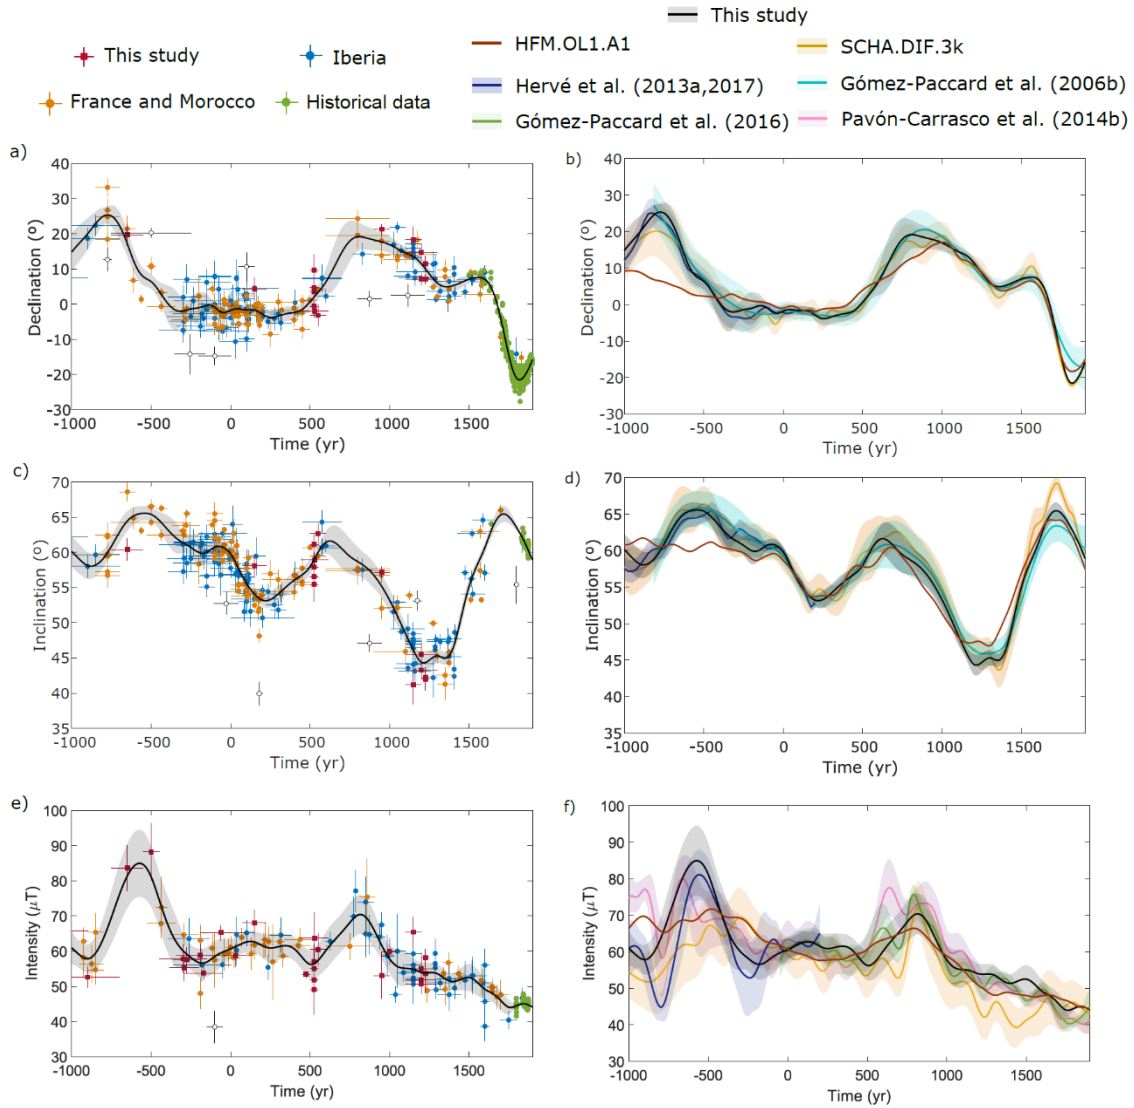 This study
This study
Iberia
HFM.OL1.A1
SCHA.DIF.3k
France and Morocco
Historical data
Hervé et al. (2013a,2017)
Gómez-Paccard et al. (2006b)
Gómez-Paccard et al. (2016)
Pavón-Carrasco et al. (2014b)
a)
40
30
20
10
0
-10
-20
-30
Declination (º)
-1000
-500
0
500
1000
1500
Time (yr)
b)
40
30
20
10
0
-10
-20
-30
Declination (º)
-1000
-500
0
500
1000
1500
Time (yr)
c)
70
65
60
55
50
45
40
35
Inclination (º)
-1000
-500
0
500
1000
1500
Time (yr)
d)
70
65
60
55
50
45
40
35
Inclination (º)
-1000
-500
0
500
1000
1500
Time (yr)
e)
100
90
80
70
60
50
40
30
Intensity (μT)
-1000
-500
0
500
1000
1500
Time (yr)
f)
100
90
80
70
60
50
40
30
Intensity (μT)
-1000
-500
0
500
1000
1500
Time (yr)